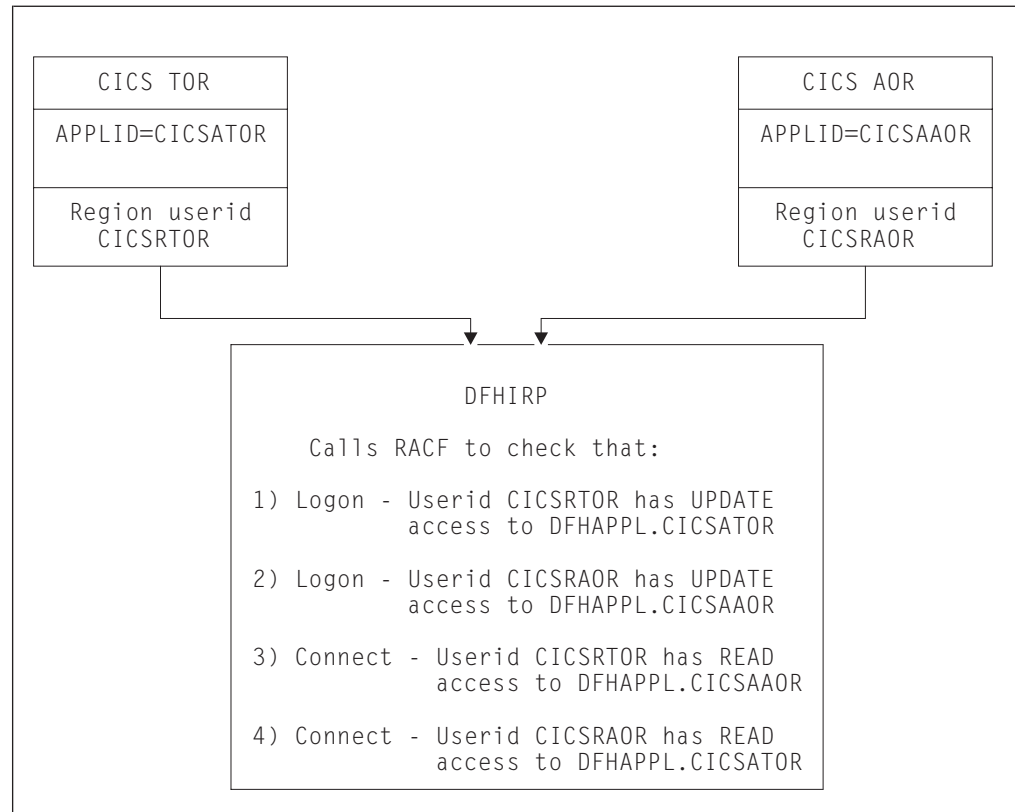 CICS TOR
APPLID=CICSATOR
Region userid
CICSRTOR
CICS AOR
APPLID=CICSAAOR
Region userid
CICSRAOR
DFHIRP
Calls RACF to check that:
1) Logon - Userid CICSRTOR has UPDATE
access to DFHAPPL.CICSATOR
2) Logon - Userid CICSRAOR has UPDATE
access to DFHAPPL.CICSAAOR
3) Connect - Userid CICSRTOR has READ
access to DFHAPPL.CICSAAOR
4) Connect - Userid CICSRAOR has READ
access to DFHAPPL.CICSATOR